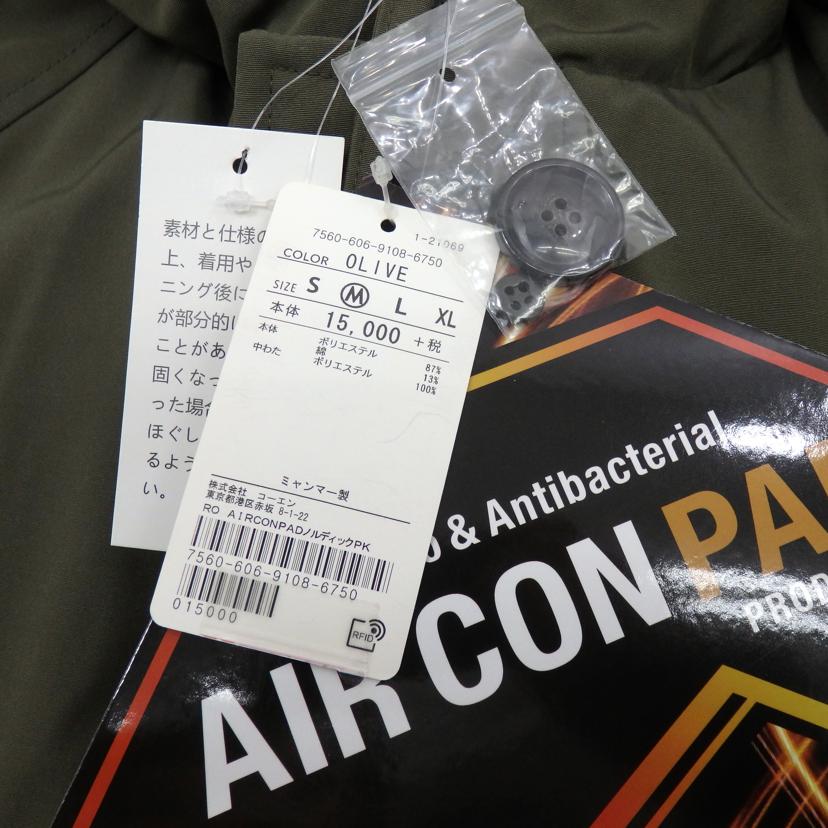 素材と仕様の
上、着用や
ニング後に
が部分的に
ことがあ
固くなっ
った場合
ほぐし
るよう
い。
1-21069
7560-606-9108-6750
COLOR OLIVE
SIZE S M L XL
本体 15,000 +税
本体 ポリエステル 87%
綿 13%
中わた ポリエステル 100%
ミャンマー製
株式会社 コーエン
東京都港区赤坂 8-1-22
RO AIRCONPADノルディックPK
7560-606-9108-6750
015000
RFID
& Antibacterial
AIR CON PA
PROD